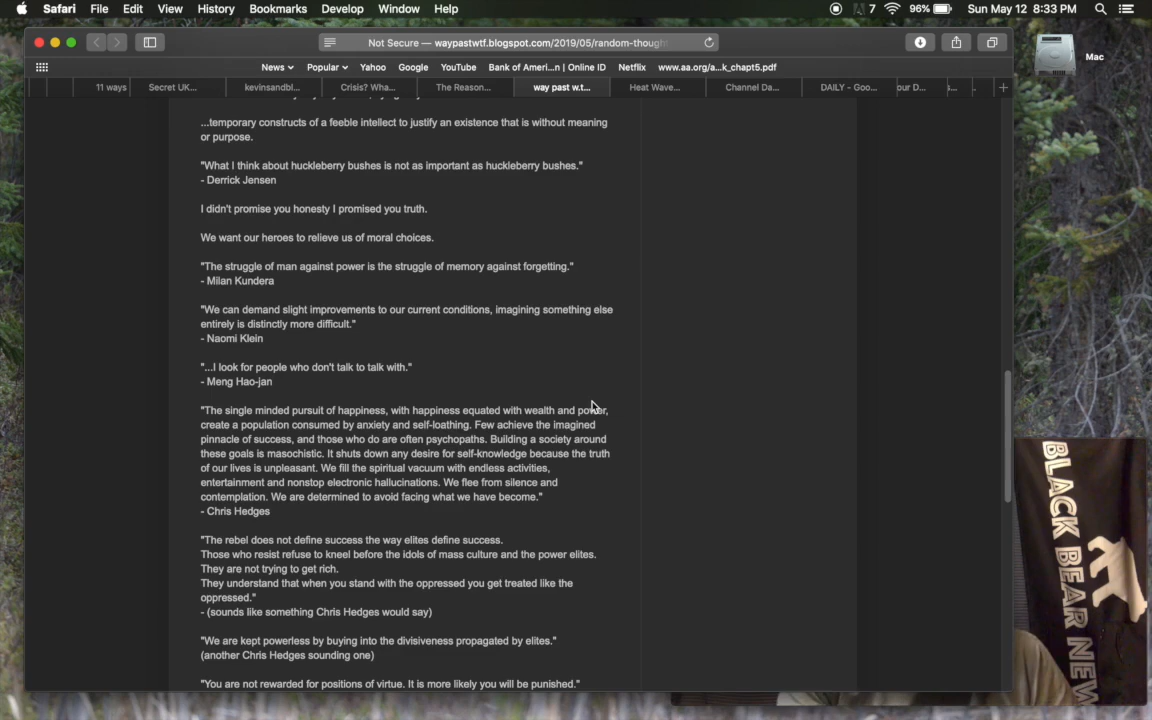 Safari File Edit View History Bookmarks Develop Window Help 7 96% Sun May 12 8:33 PM
Not Secure — waypastwtf.blogspot.com/2019/05/random-though
Mac
News Popular Yahoo Google YouTube Bank of Ameri...n | Online ID Netflix www.aa.org/a...k_chapt5.pdf
11 ways Secret UK... kevinsandbl... Crisis? Wha... The Reason... way past w.t... Heat Wave... Channel Da... DAILY - Goo... our D... s... .
...temporary constructs of a feeble intellect to justify an existence that is without meaning
or purpose.
"What I think about huckleberry bushes is not as important as huckleberry bushes."
- Derrick Jensen
I didn't promise you honesty I promised you truth.
We want our heroes to relieve us of moral choices.
"The struggle of man against power is the struggle of memory against forgetting."
- Milan Kundera
"We can demand slight improvements to our current conditions, imagining something else
entirely is distinctly more difficult."
- Naomi Klein
"...I look for people who don't talk to talk with."
- Meng Hao-jan
"The single minded pursuit of happiness, with happiness equated with wealth and power,
create a population consumed by anxiety and self-loathing. Few achieve the imagined
pinnacle of success, and those who do are often psychopaths. Building a society around
these goals is masochistic. It shuts down any desire for self-knowledge because the truth
of our lives is unpleasant. We fill the spiritual vacuum with endless activities,
entertainment and nonstop electronic hallucinations. We flee from silence and
contemplation. We are determined to avoid facing what we have become."
- Chris Hedges
"The rebel does not define success the way elites define success.
Those who resist refuse to kneel before the idols of mass culture and the power elites.
They are not trying to get rich.
They understand that when you stand with the oppressed you get treated like the
oppressed."
- (sounds like something Chris Hedges would say)
"We are kept powerless by buying into the divisiveness propagated by elites."
(another Chris Hedges sounding one)
"You are not rewarded for positions of virtue. It is more likely you will be punished."
BLACK BEAR NEW